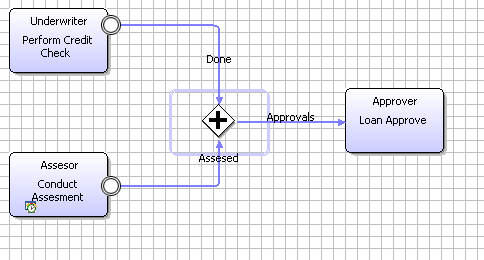 Underwriter
Perform Credit
Check
Done
Approvals
Approver
Loan Approve
Assesed
Assesor
Conduct
Assesment